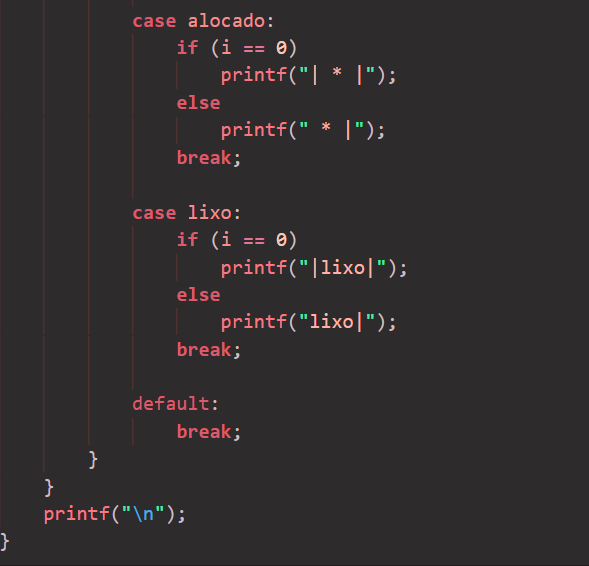 case alocado:
if (i == 0)
printf("| * |");
else
printf(" * |");
break;
case lixo:
if (i == 0)
printf("|lixo|");
else
printf("lixo|");
break;
default:
break;
}
}
printf("\n");
}